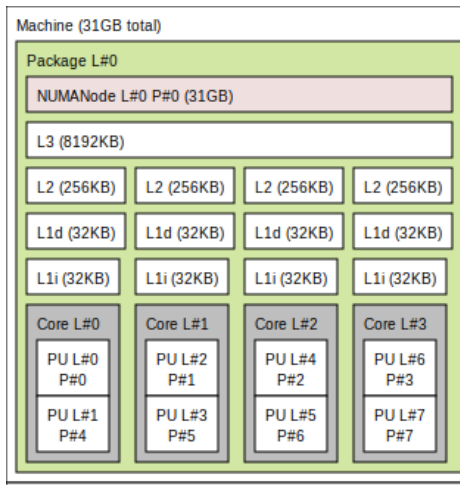 Machine (31GB total)
Package L#0
NUMANode L#0 P#0 (31GB)
L3 (8192KB)
L2 (256KB) L2 (256KB) L2 (256KB) L2 (256KB)
L1d (32KB) L1d (32KB) L1d (32KB) L1d (32KB)
L1i (32KB) L1i (32KB) L1i (32KB) L1i (32KB)
Core L#0 Core L#1 Core L#2 Core L#3
PU L#0 PU L#2 PU L#4 PU L#6
P#0 P#1 P#2 P#3
PU L#1 PU L#3 PU L#5 PU L#7
P#4 P#5 P#6 P#7